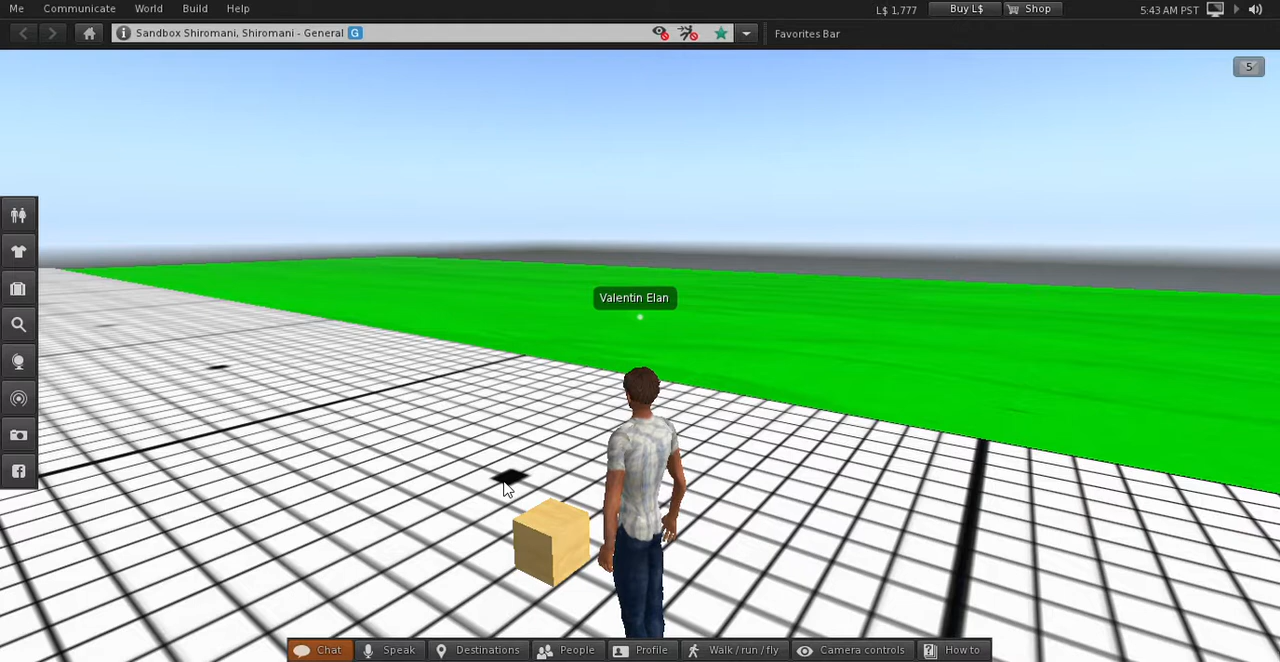 Me Communicate World Build Help L$ 1,777 Buy L$ Shop 5:43 AM PST
Sandbox Shiromani, Shiromani - General G Favorites Bar
5
Valentin Elan
Chat Speak Destinations People Profile Walk / run / fly Camera controls How to